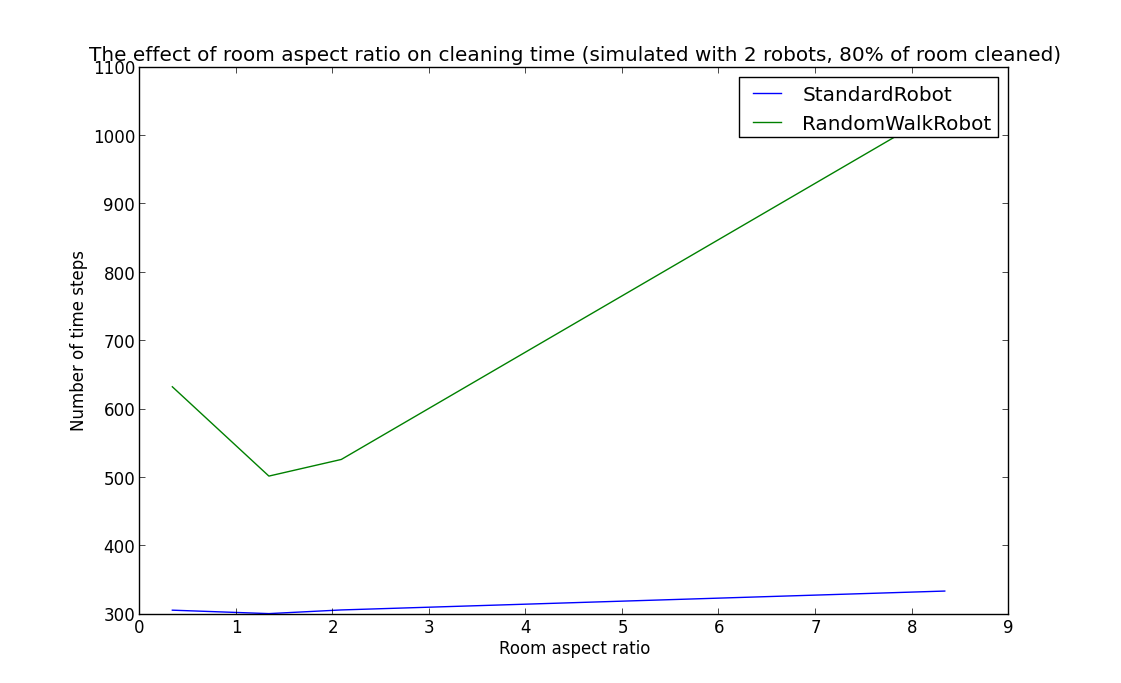 The effect of room aspect ratio on cleaning time (simulated with 2 robots, 80% of room cleaned)
1100
1000
900
800
700
600
500
400
300
Number of time steps
StandardRobot
RandomWalkRobot
0 1 2 3 4 5 6 7 8 9
Room aspect ratio